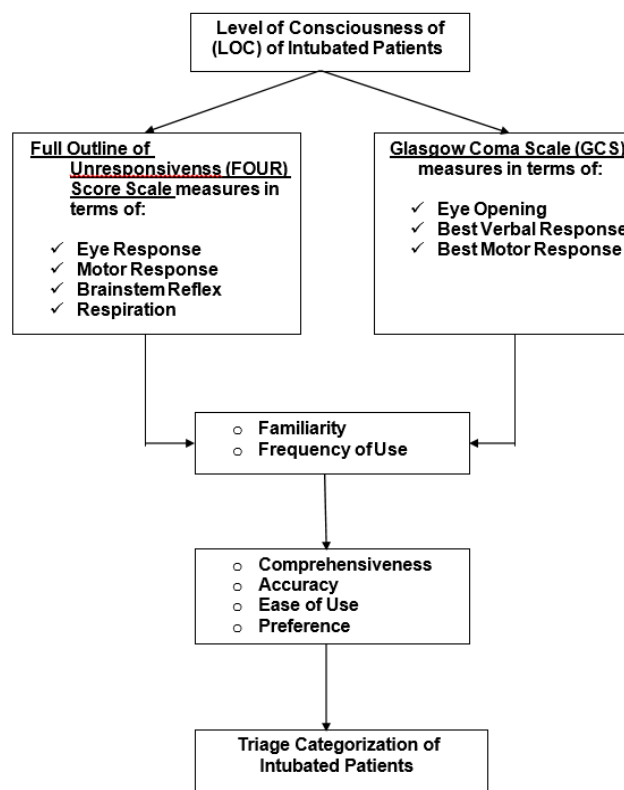 Level of Consciousness of
(LOC) of Intubated Patients
Full Outline of
Unresponsivenss (FOUR)
Score Scale measures in
terms of:
✓ Eye Response
✓ Motor Response
✓ Brainstem Reflex
✓ Respiration
Glasgow Coma Scale (GCS)
measures in terms of:
✓ Eye Opening
✓ Best Verbal Response
✓ Best Motor Response
o Familiarity
o Frequency of Use
o Comprehensiveness
o Accuracy
o Ease of Use
o Preference
Triage Categorization of
Intubated Patients